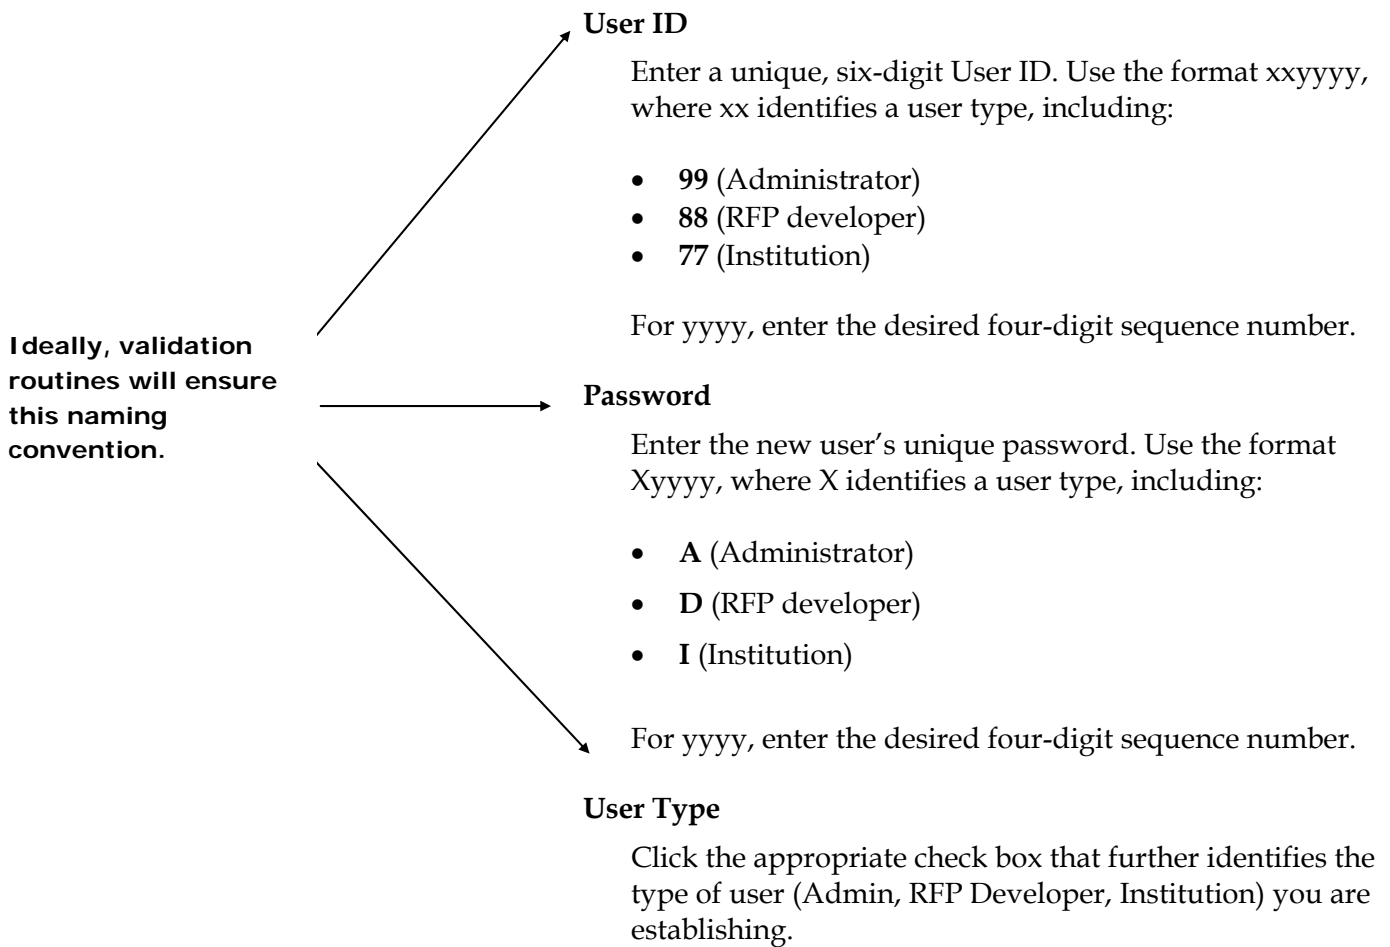 User ID
Enter a unique, six-digit User ID. Use the format xxyyyy,
where xx identifies a user type, including:
• 99 (Administrator)
• 88 (RFP developer)
• 77 (Institution)
For yyyy, enter the desired four-digit sequence number.
Ideally, validation
routines will ensure
this naming
convention.
Password
Enter the new user’s unique password. Use the format
Xyyyy, where X identifies a user type, including:
• A (Administrator)
• D (RFP developer)
• I (Institution)
For yyyy, enter the desired four-digit sequence number.
User Type
Click the appropriate check box that further identifies the
type of user (Admin, RFP Developer, Institution) you are
establishing.